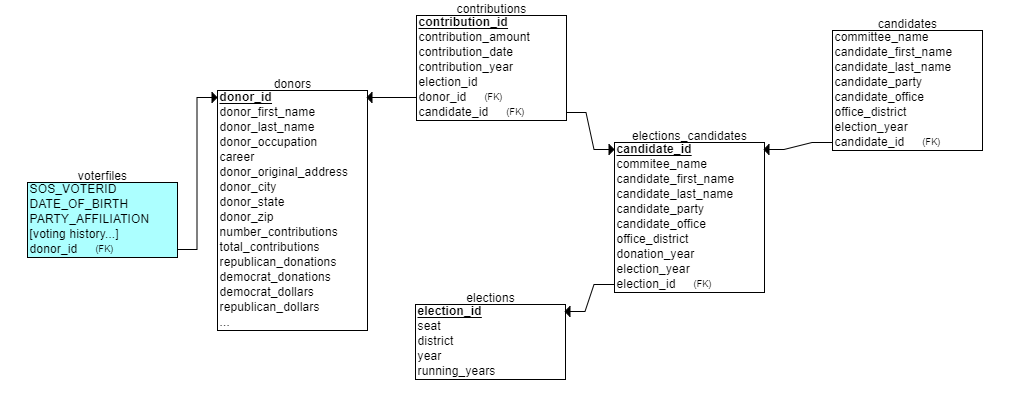 contributions
contribution_id
contribution_amount
contribution_date
contribution_year
election_id
donor_id (FK)
candidate_id (FK)
candidates
committee_name
candidate_first_name
candidate_last_name
candidate_party
candidate_office
office_district
election_year
candidate_id (FK)
donors
donor_id
donor_first_name
donor_last_name
donor_occupation
career
donor_original_address
donor_city
donor_state
donor_zip
number_contributions
total_contributions
republican_donations
democrat_donations
democrat_dollars
republican_dollars
...
elections_candidates
candidate_id
commitee_name
candidate_first_name
candidate_last_name
candidate_party
candidate_office
office_district
donation_year
election_year
election_id (FK)
voterfiles
SOS_VOTERID
DATE_OF_BIRTH
PARTY_AFFILIATION
[voting history...]
donor_id (FK)
elections
election_id
seat
district
year
running_years